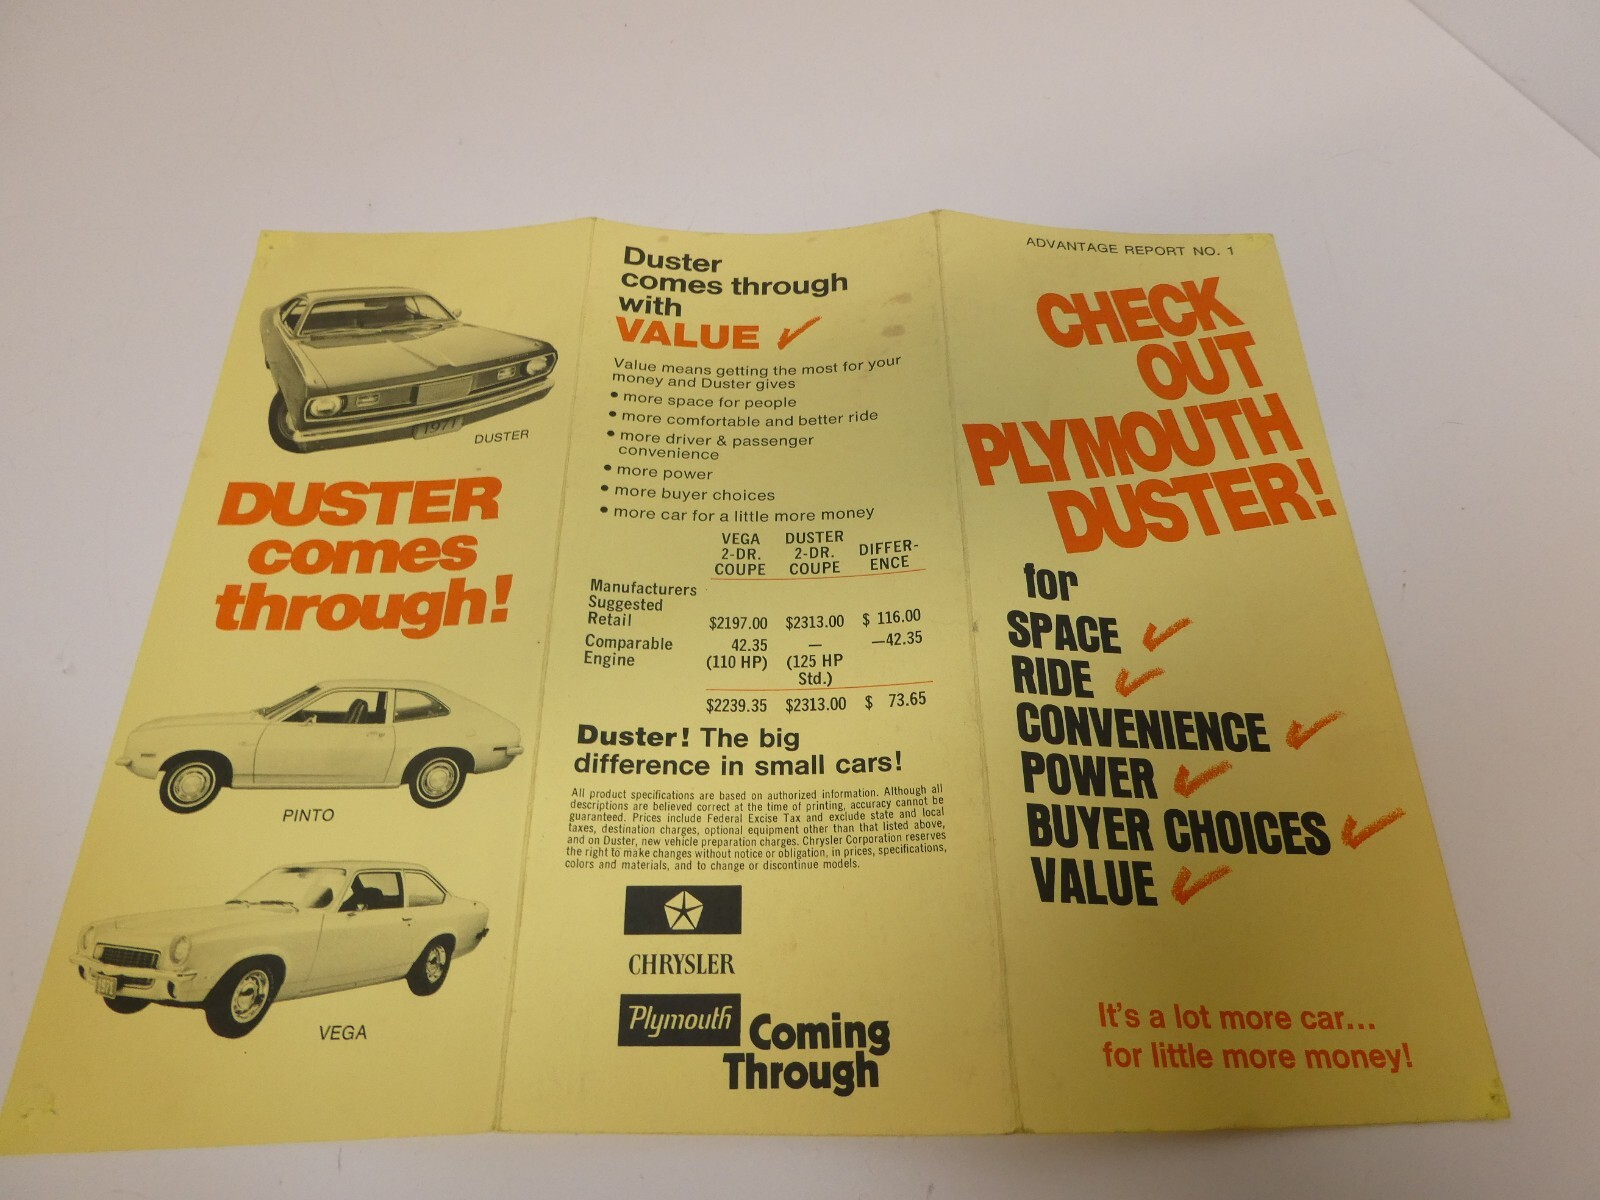 1971
DUSTER
DUSTER
comes
through!
PINTO
VEGA
Duster
comes through
with
VALUE
Value means getting the most for your
money and Duster gives
• more space for people
• more comfortable and better ride
• more driver & passenger
convenience
• more power
• more buyer choices
• more car for a little more money
VEGA 2-DR. COUPE DUSTER 2-DR. COUPE DIFFER-ENCE
Manufacturers
Suggested
Retail $2197.00 $2313.00 $ 116.00
Comparable 42.35 — —42.35
Engine (110 HP) (125 HP
Std.)
$2239.35 $2313.00 $ 73.65
Duster! The big
difference in small cars!
All product specifications are based on authorized information. Although all
descriptions are believed correct at the time of printing, accuracy cannot be
guaranteed. Prices include Federal Excise Tax and exclude state and local
taxes, destination charges, optional equipment other than that listed above,
and on Duster, new vehicle preparation charges. Chrysler Corporation reserves
the right to make changes without notice or obligation, in prices, specifications,
colors and materials, and to change or discontinue models.
CHRYSLER
Plymouth
Coming
Through
ADVANTAGE REPORT NO. 1
CHECK
OUT
PLYMOUTH
DUSTER!
for
SPACE
RIDE
CONVENIENCE
POWER
BUYER CHOICES
VALUE
It's a lot more car...
for little more money!